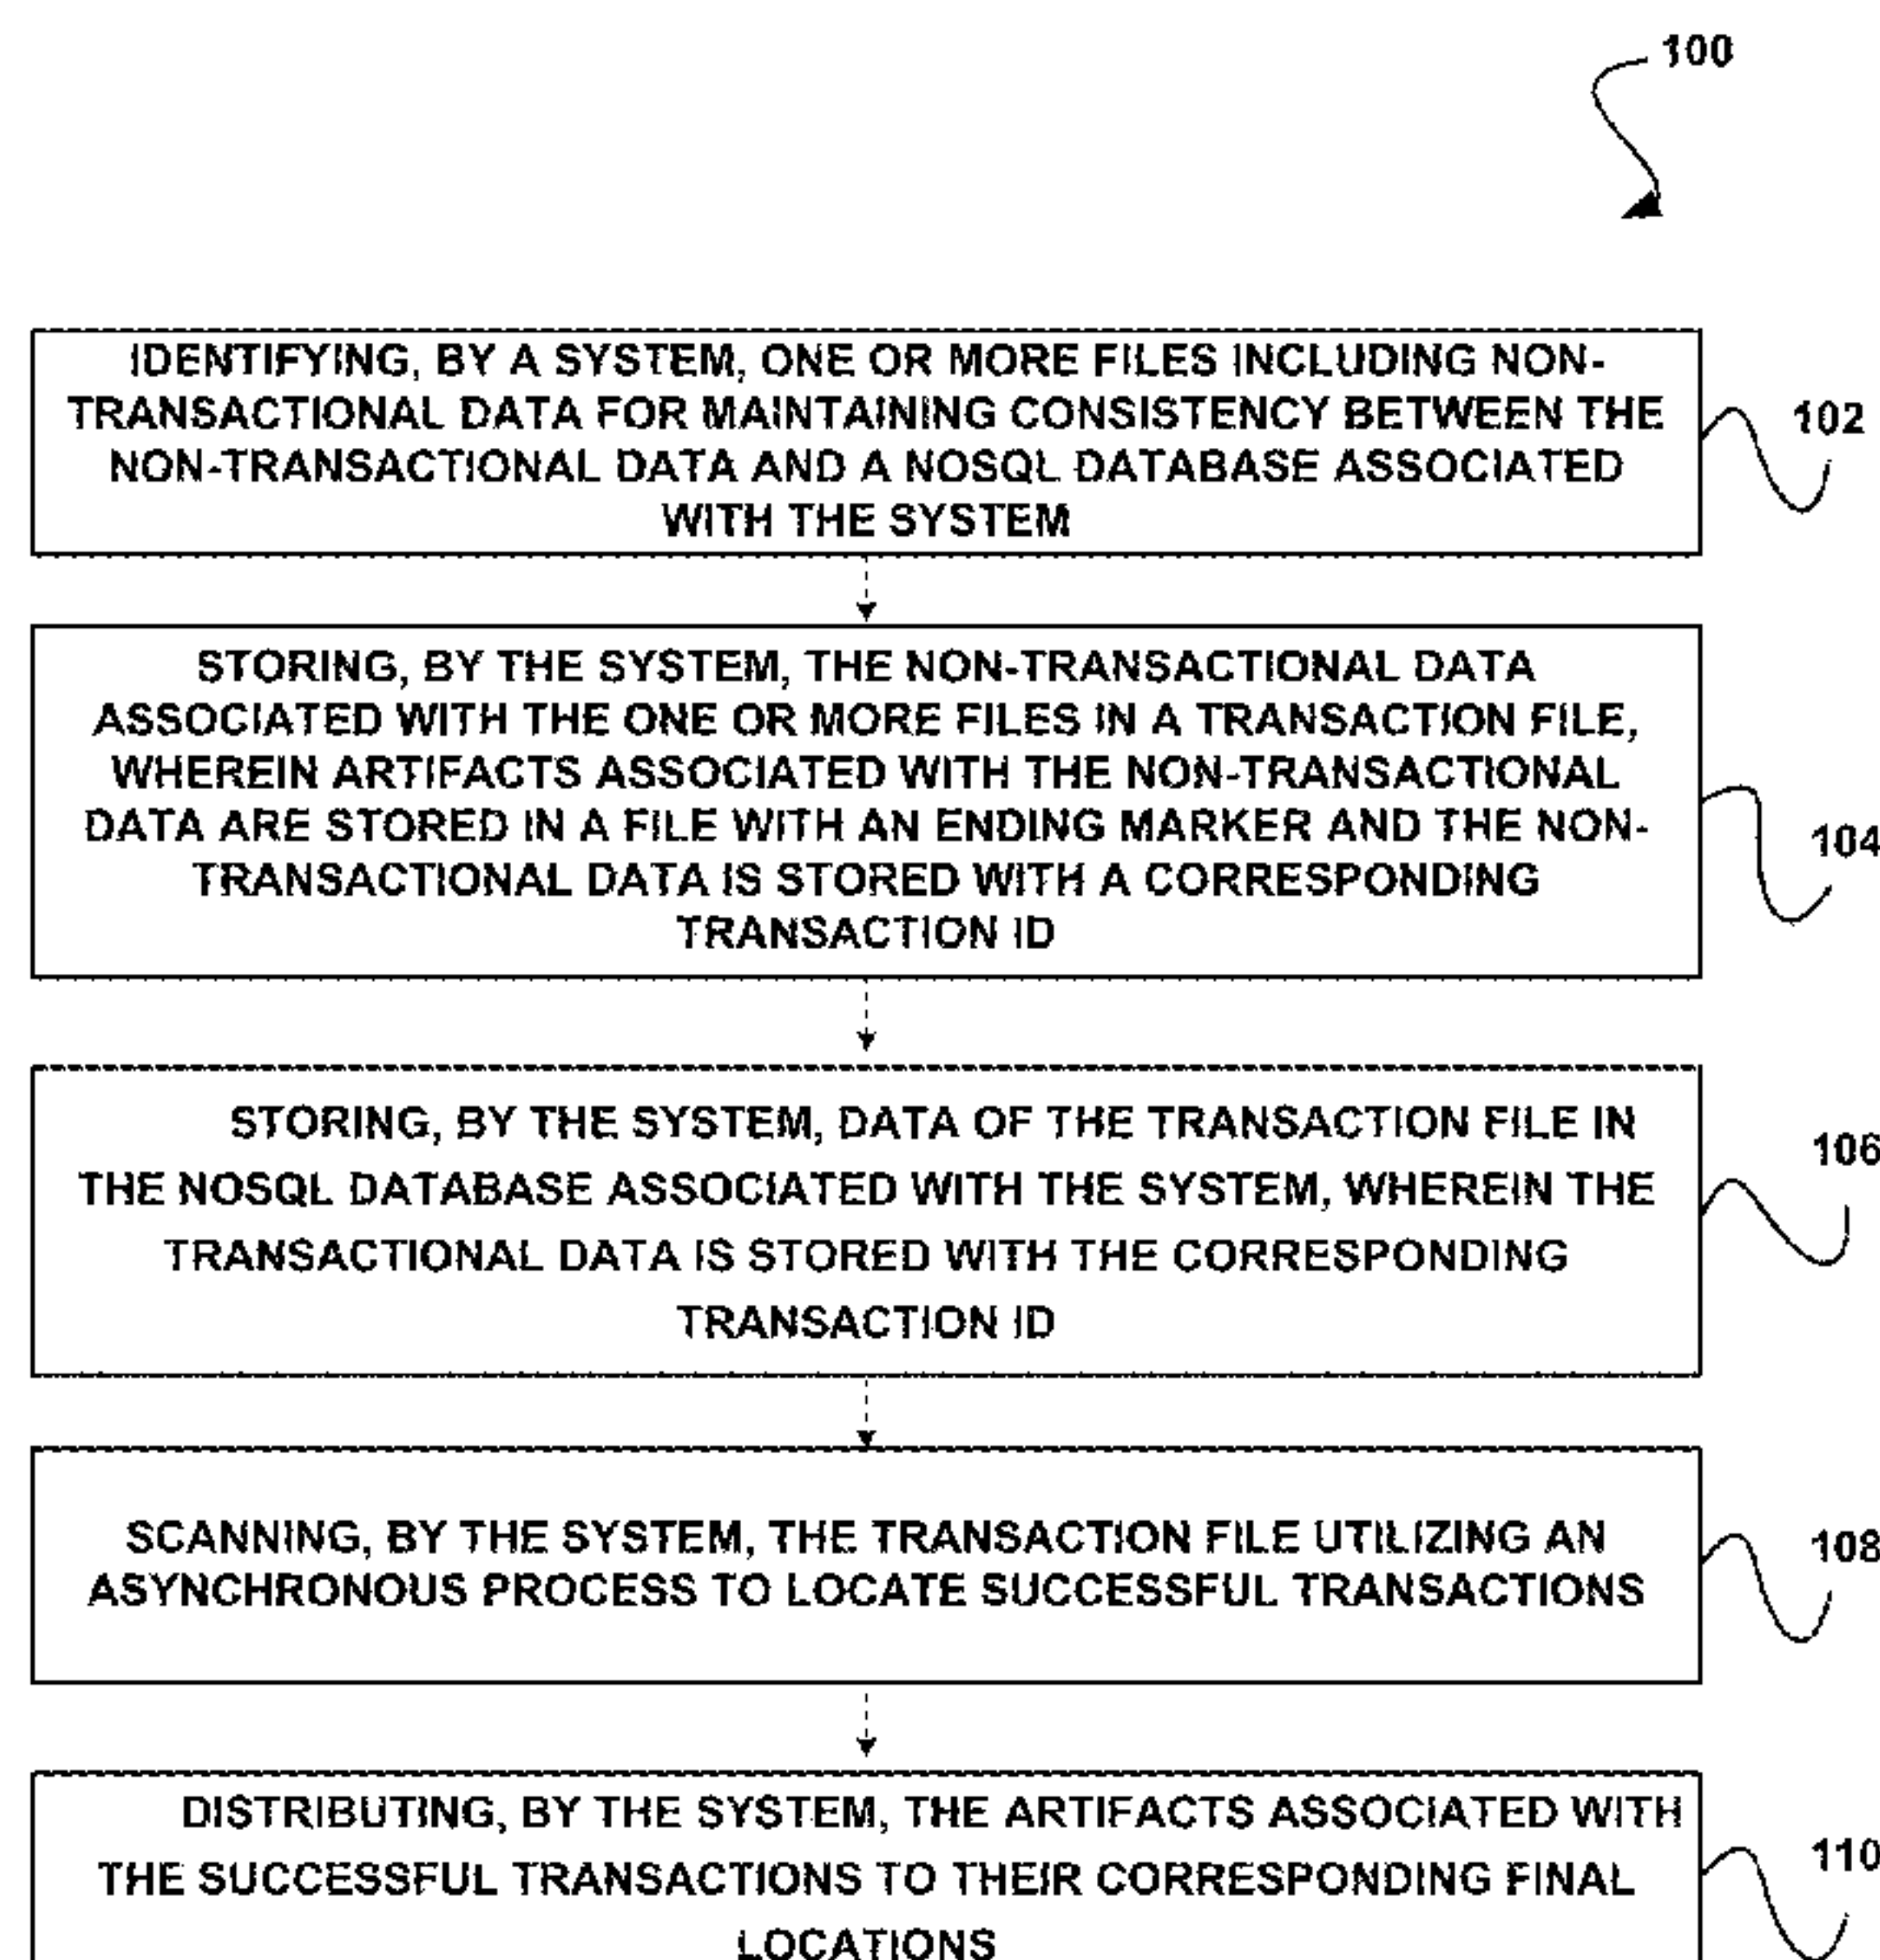 100
IDENTIFYING, BY A SYSTEM, ONE OR MORE FILES INCLUDING NON-
TRANSACTIONAL DATA FOR MAINTAINING CONSISTENCY BETWEEN THE
NON-TRANSACTIONAL DATA AND A NOSQL DATABASE ASSOCIATED
WITH THE SYSTEM
102
STORING, BY THE SYSTEM, THE NON-TRANSACTIONAL DATA
ASSOCIATED WITH THE ONE OR MORE FILES IN A TRANSACTION FILE,
WHEREIN ARTIFACTS ASSOCIATED WITH THE NON-TRANSACTIONAL
DATA ARE STORED IN A FILE WITH AN ENDING MARKER AND THE NON-
TRANSACTIONAL DATA IS STORED WITH A CORRESPONDING
TRANSACTION ID
104
STORING, BY THE SYSTEM, DATA OF THE TRANSACTION FILE IN
THE NOSQL DATABASE ASSOCIATED WITH THE SYSTEM, WHEREIN THE
TRANSACTIONAL DATA IS STORED WITH THE CORRESPONDING
TRANSACTION ID
106
SCANNING, BY THE SYSTEM, THE TRANSACTION FILE UTILIZING AN
ASYNCHRONOUS PROCESS TO LOCATE SUCCESSFUL TRANSACTIONS
108
DISTRIBUTING, BY THE SYSTEM, THE ARTIFACTS ASSOCIATED WITH
THE SUCCESSFUL TRANSACTIONS TO THEIR CORRESPONDING FINAL
LOCATIONS
110